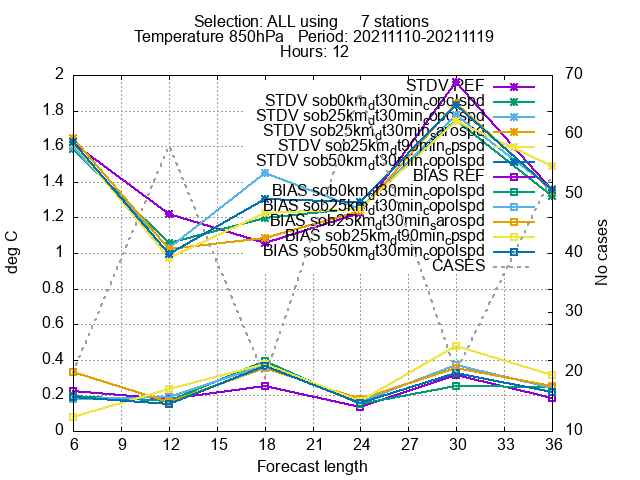 Selection: ALL using 7 stations
Temperature 850hPa Period: 20211110-20211119
Hours: 12
2
1.8
1.6
1.4
1.2
1
0.8
0.6
0.4
0.2
0
deg C
70
60
50
40
30
20
10
No cases
STDV REF
STDV sob0km_dt30min_copolspd
STDV sob25km_dt30min_copolspd
STDV sob25km_dt30min_sarospd
STDV sob25km_dt90min_cpspd
STDV sob50km_dt30min_copolspd
BIAS REF
BIAS sob0km_dt30min_copolspd
BIAS sob25km_dt30min_copolspd
BIAS sob25km_dt30min_sarospd
BIAS sob25km_dt90min_cpspd
BIAS sob50km_dt30min_copolspd
CASES
6 9 12 15 18 21 24 27 30 33 36
Forecast length